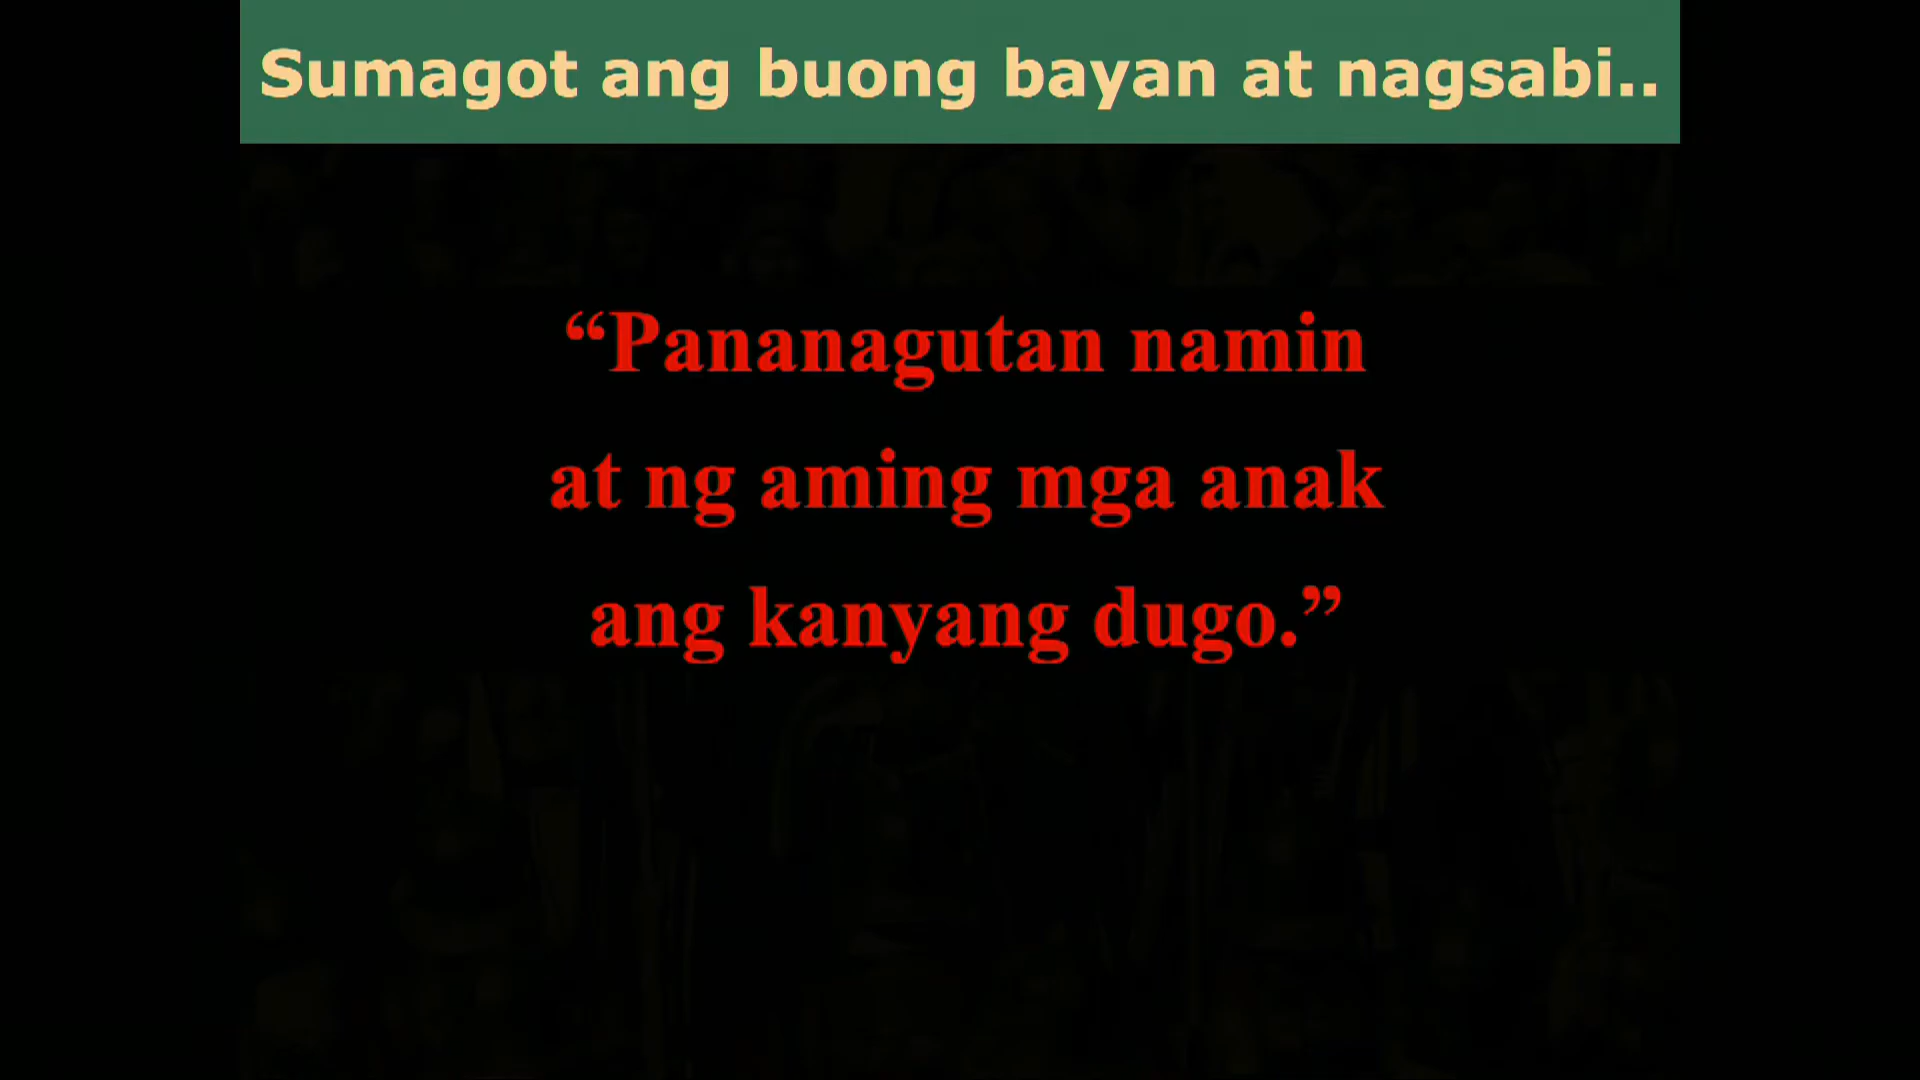 Sumagot ang buong bayan at nagsabi..
“Pananagutan namin
at ng aming mga anak
ang kanyang dugo.”